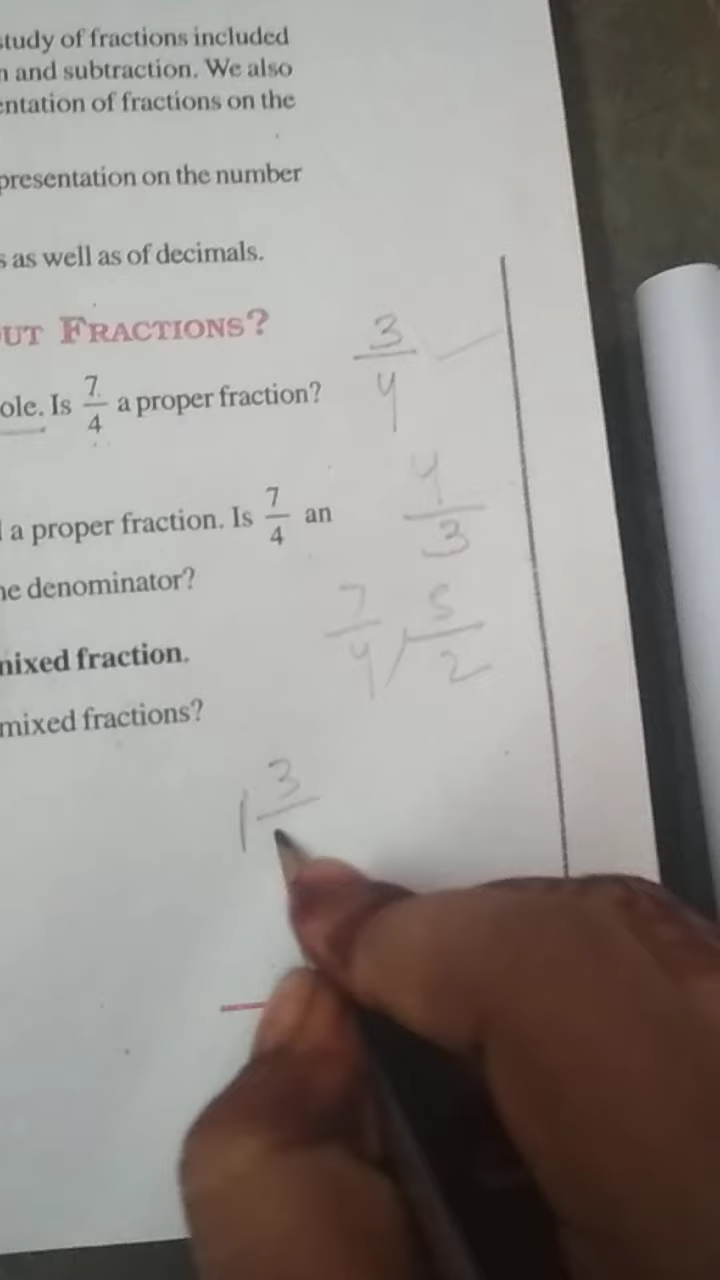 study of fractions included
and subtraction. We also
entation of fractions on the
presentation on the number
s as well as of decimals.
UT FRACTIONS?
3/4
ole. Is 7/4 a proper fraction?
4/3
a proper fraction. Is 7/4 an
he denominator?
7/4, 5/2
mixed fraction.
mixed fractions?
1 3/